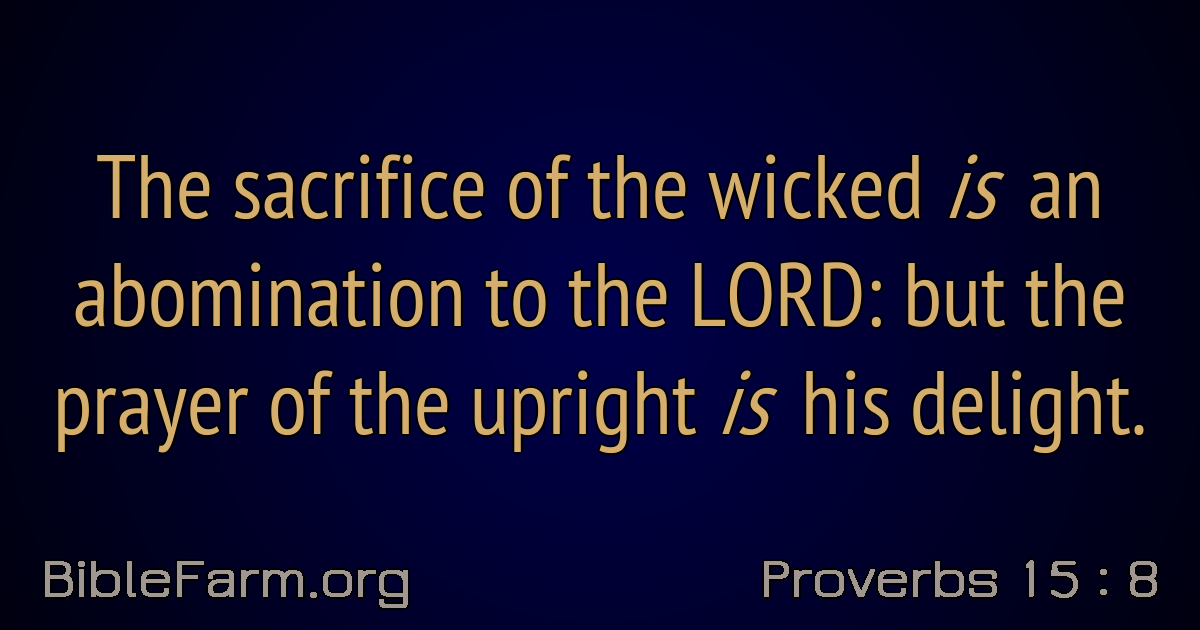 The sacrifice of the wicked is an
abomination to the LORD: but the
prayer of the upright is his delight.
BibleFarm.org
Proverbs 15 : 8